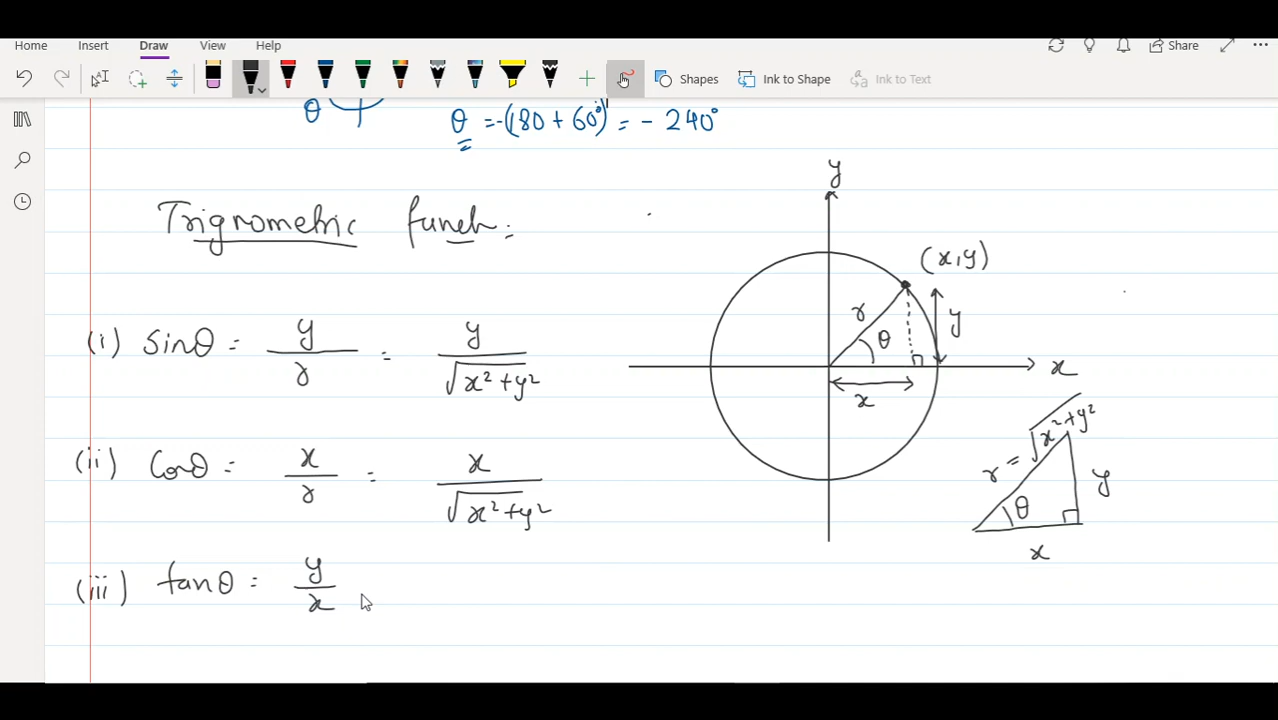 Home Insert Draw View Help Share
+ Shapes Ink to Shape Ink to Text
θ θ = -(180 + 60°) = - 240°
Trigrometric funcn:
y
(x,y)
r θ y
x
x
(i) sinθ = y/r = y/√x²+y²
(ii) Cosθ = x/r = x/√x²+y²
r = √x²+y²
θ y
x
(iii) tanθ = y/x